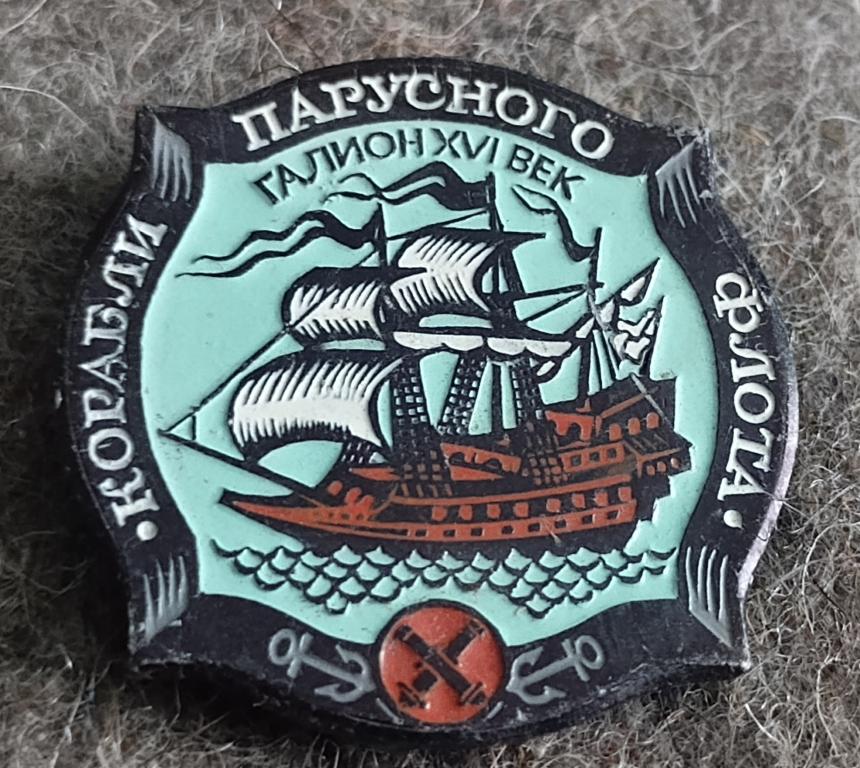 · КОРАБЛИ ПАРУСНОГО ФЛОТА ·
ГАЛИОН XVI ВЕК